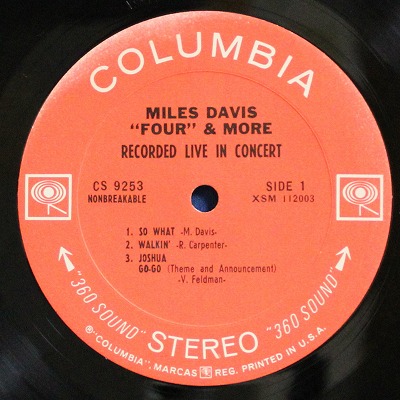 COLUMBIA
MILES DAVIS
"FOUR" & MORE
RECORDED LIVE IN CONCERT
CS 9253
NONBREAKABLE
SIDE 1
XSM 112003
1. SO WHAT -M. Davis-
2. WALKIN' -R. Carpenter-
3. JOSHUA
GO-GO (Theme and Announcement)
-V. Feldman-
"360 SOUND" STEREO "360 SOUND"
® "COLUMBIA", MARCAS REG. PRINTED IN U.S.A.